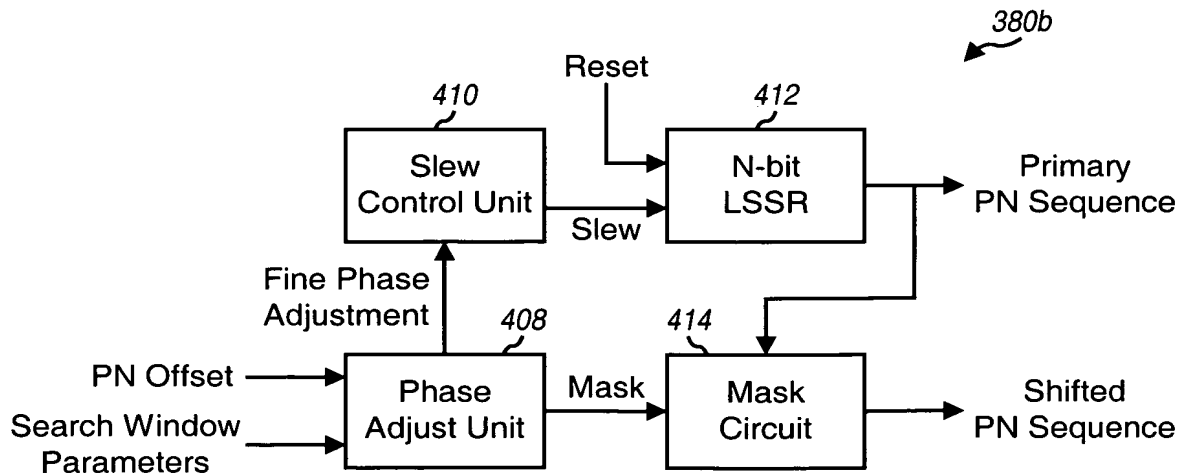 380b
Reset
410
412
Slew
Control Unit
N-bit
LSSR
Primary
PN Sequence
Slew
Fine Phase
Adjustment
408
414
PN Offset
Phase
Adjust Unit
Mask
Mask
Circuit
Shifted
PN Sequence
Search Window
Parameters